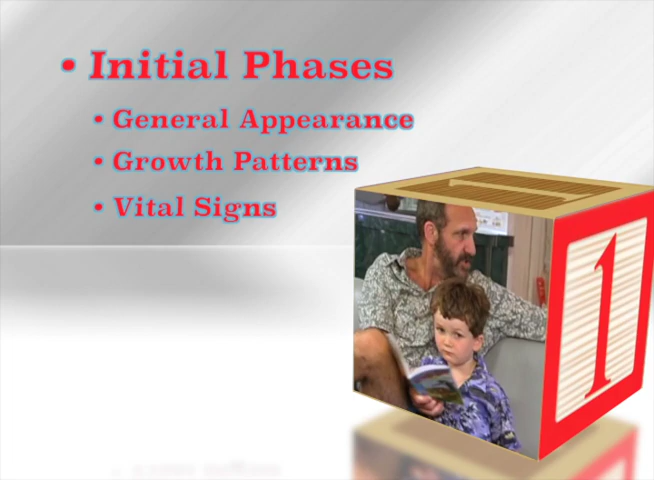 • Initial Phases
• General Appearance
• Growth Patterns
• Vital Signs
1